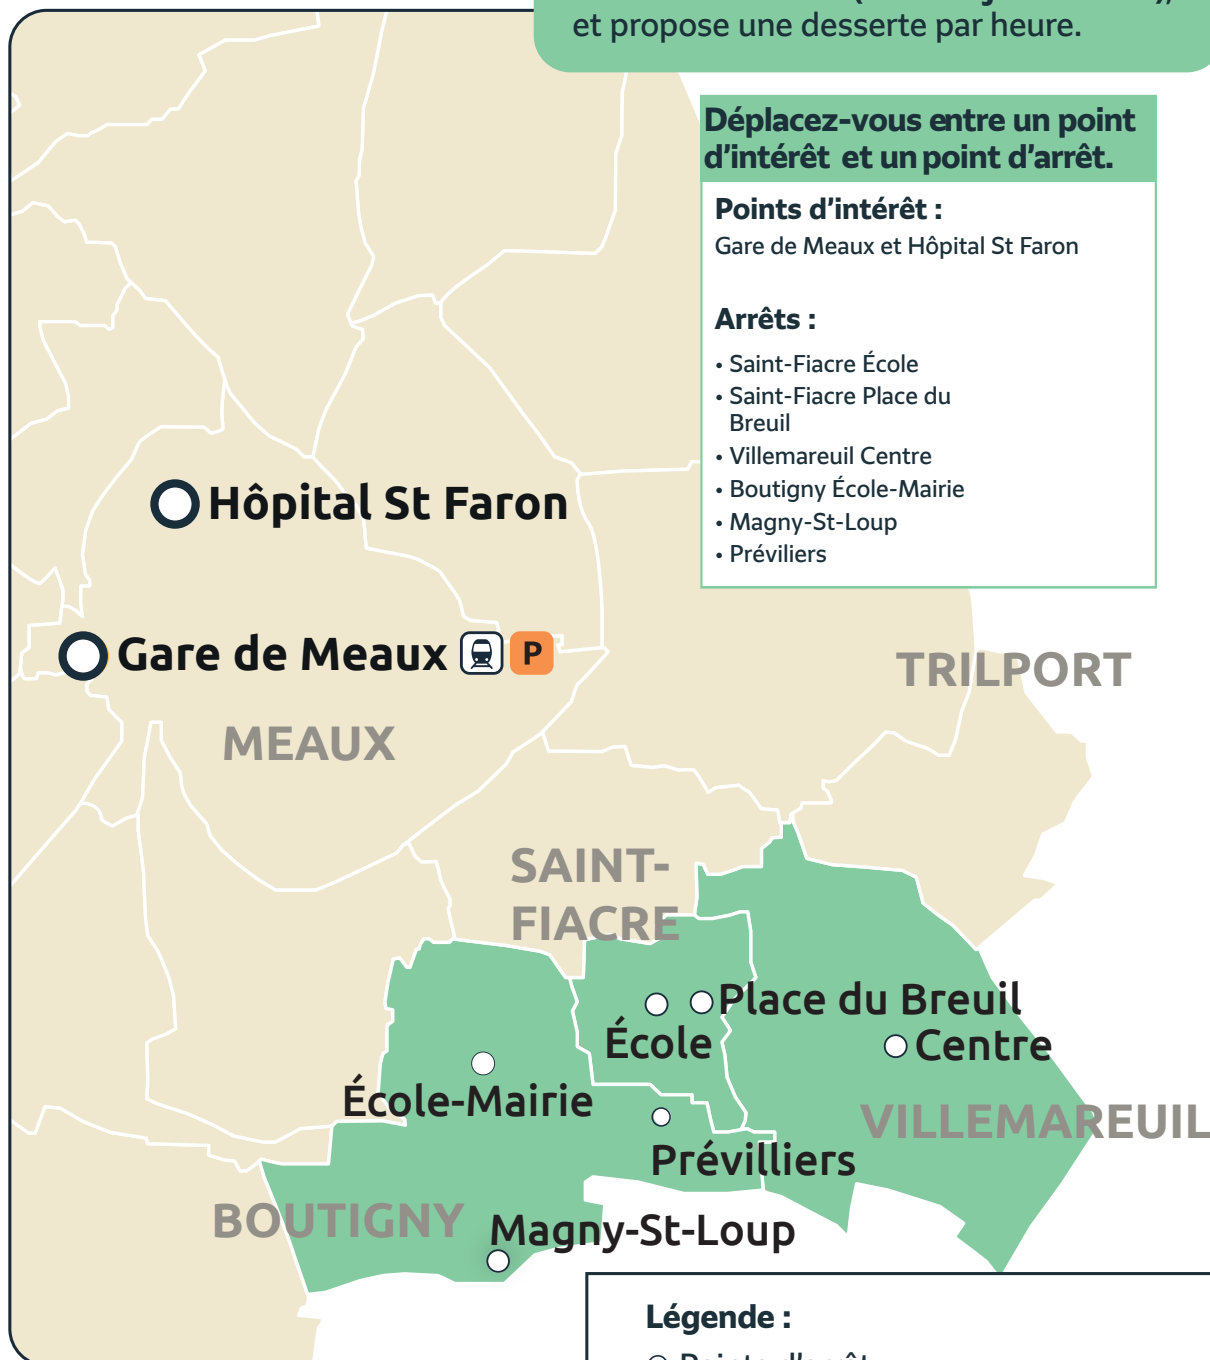 et propose une desserte par heure.
Déplacez-vous entre un point
d'intérêt et un point d'arrêt.
Points d'intérêt :
Gare de Meaux et Hôpital St Faron
Arrêts :
• Saint-Fiacre École
• Saint-Fiacre Place du
Breuil
• Villemareuil Centre
• Boutigny École-Mairie
• Magny-St-Loup
• Préviliers
Hôpital St Faron
Gare de Meaux P
TRILPORT
MEAUX
SAINT-
FIACRE
Place du Breuil
École
Centre
École-Mairie
VILLEMAREUIL
Prévilliers
BOUTIGNY
Magny-St-Loup
Légende :
Points d'arrêt